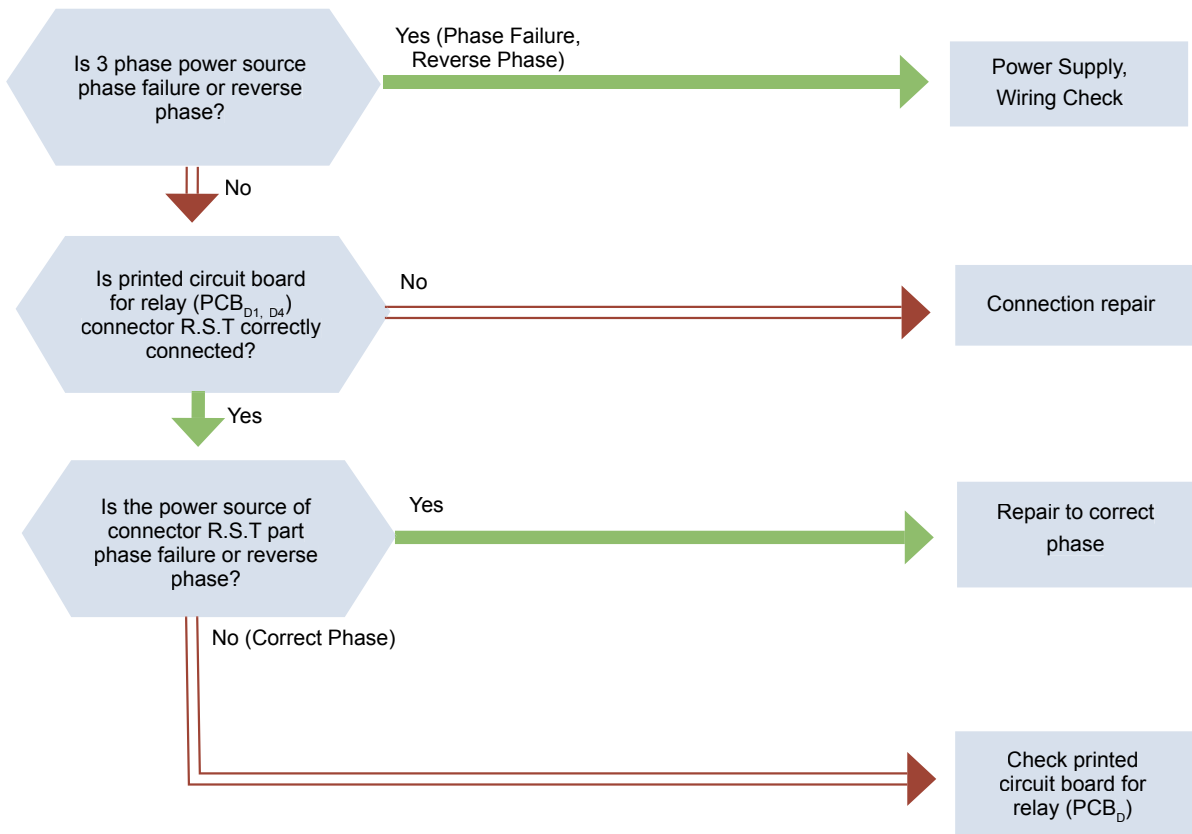 Is 3 phase power source
phase failure or reverse
phase?
Yes (Phase Failure,
Reverse Phase)
Power Supply,
Wiring Check
No
Is printed circuit board
for relay (PCB_D1, D4)
connector R.S.T correctly
connected?
No
Connection repair
Yes
Is the power source of
connector R.S.T part
phase failure or reverse
phase?
Yes
Repair to correct
phase
No (Correct Phase)
Check printed
circuit board for
relay (PCB_D)